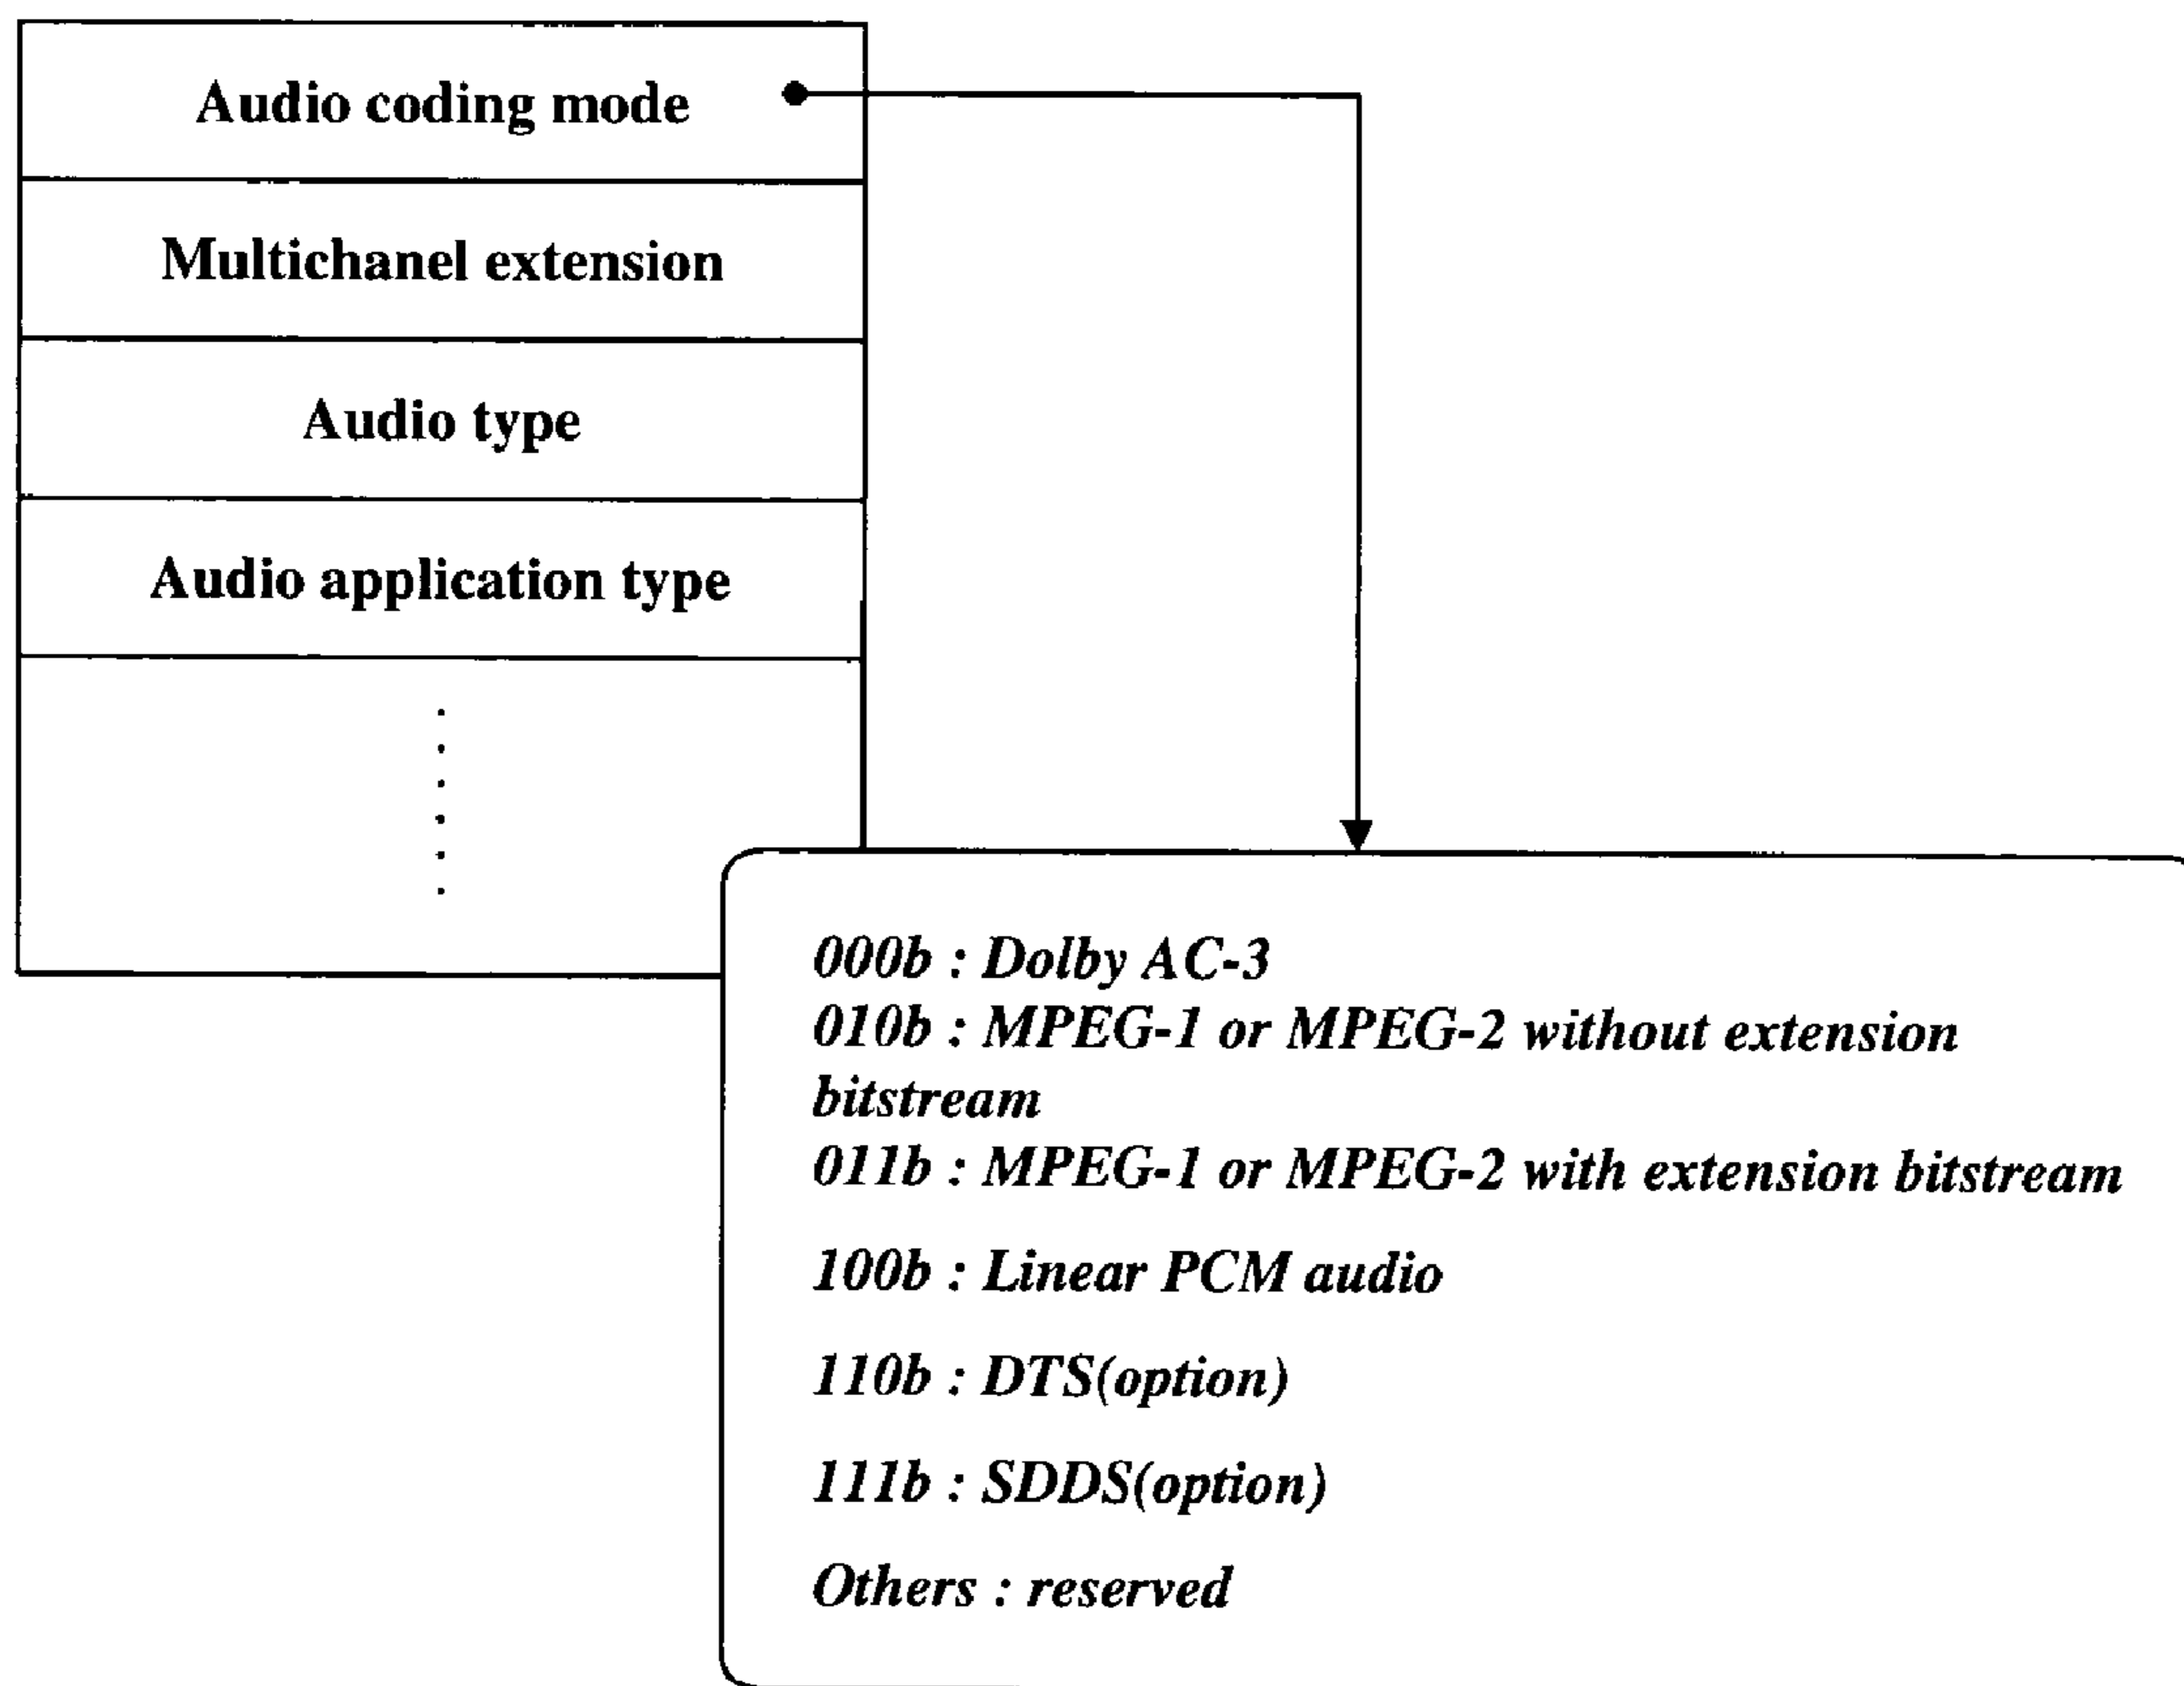 Audio coding mode
Multichanel extension
Audio type
Audio application type
000b : Dolby AC-3
010b : MPEG-1 or MPEG-2 without extension
bitstream
011b : MPEG-1 or MPEG-2 with extension bitstream
100b : Linear PCM audio
110b : DTS(option)
111b : SDDS(option)
Others : reserved